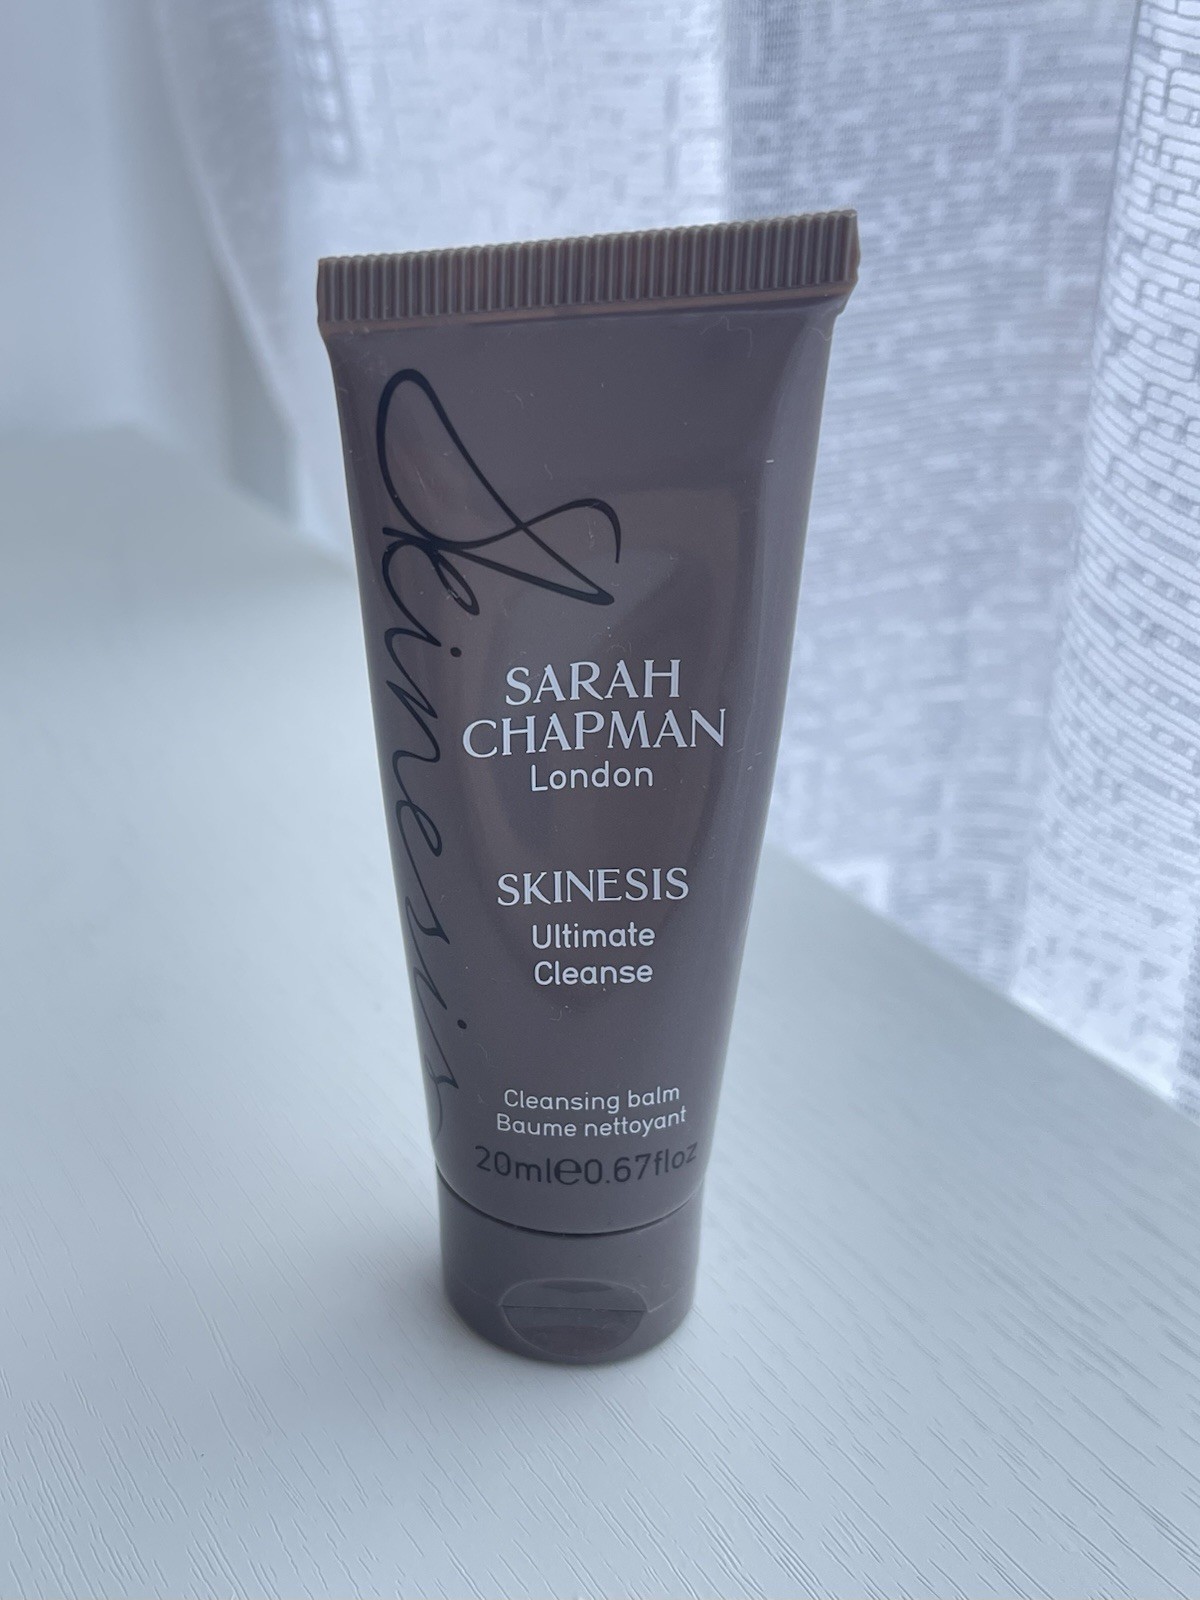 Skinesis
SARAH
CHAPMAN
London
SKINESIS
Ultimate
Cleanse
Cleansing balm
Baume nettoyant
20ml℮0.67floz